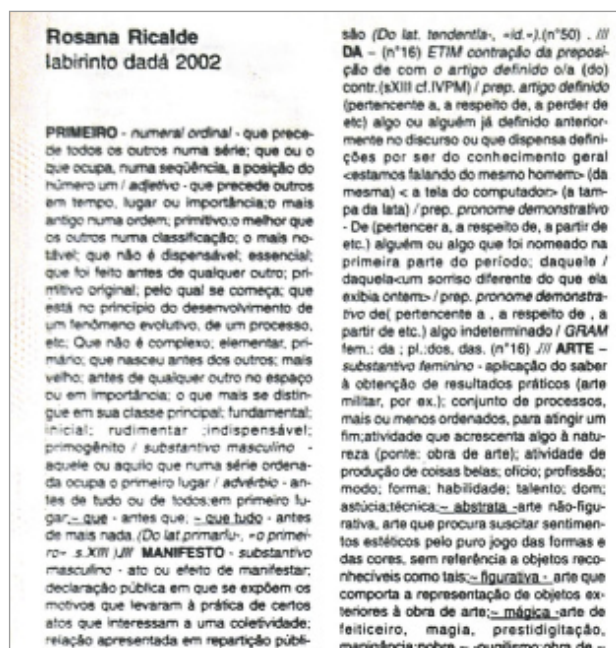 Rosana Ricalde
labirinto dadá 2002
PRIMEIRO - numeral ordinal - que prece-
de todos os outros numa série; que ou o
que ocupa, numa seqüência, a posição do
número um / adjetivo - que precede outros
em tempo, lugar ou importância;o mais
antigo numa ordem; primitivo;o melhor que
os outros numa classificação; o mais no-
tável; que não é dispensável; essencial;
que foi feito antes de qualquer outro; pri-
mitivo original; pelo qual se começa; que
está no princípio do desenvolvimento de
um fenômeno evolutivo, de um processo,
etc; Que não é complexo; elementar, pri-
mário; que nasceu antes dos outros; mais
velho; antes de qualquer outro no espaço
ou em importância; o que mais se distin-
gue em sua classe principal; fundamental;
inicial; rudimentar ;indispensável;
primogênito / substantivo masculino -
aquele ou aquilo que numa série ordena-
da ocupa o primeiro lugar / advérbio - an-
tes de tudo ou de todos:em primeiro lu-
gar;~ que - antes que; ~ que tudo - antes
de mais nada.(Do lat primarĭu-, «o primei-
ro» s.XIII )./// MANIFESTO - substantivo
masculino - ato ou efeito de manifestar;
declaração pública em que se expõem os
motivos que levaram à prática de certos
atos que interessam a uma coletividade;
relação apresentada em repartição públi-
são (Do lat. tendentĭa-, «id.»).(n°50) . ///
DA – (n°16) ETIM contração da preposi-
ção de com o artigo definido o/a (do)
contr.(sXIII cf.IVPM) / prep. artigo definido
(pertencente a, a respeito de, a perder de
etc) algo ou alguém já definido anterior-
mente no discurso ou que dispensa defini-
ções por ser do conhecimento geral
<estamos falando do mesmo homem> (da
mesma) < a tela do computador> (a tam-
pa da lata) / prep. pronome demonstrativo
- De (pertencer a, a respeito de, a partir de
etc.) alguém ou algo que foi nomeado na
primeira parte do período; daquele /
daquela<um sorriso diferente do que ela
exibia ontem> / prep. pronome demonstra-
tivo de( pertencente a , a respeito de , a
partir de etc.) algo indeterminado / GRAM
fem.: da ; pl.:dos, das. (n°16) ./// ARTE –
substantivo feminino - aplicação do saber
à obtenção de resultados práticos (arte
militar, por ex.); conjunto de processos,
mais ou menos ordenados, para atingir um
fim;atividade que acrescenta algo à natu-
reza (ponte: obra de arte); atividade de
produção de coisas belas; ofício; profissão;
modo; forma; habilidade; talento; dom;
astúcia;técnica;~ abstrata -arte não-figu-
rativa, arte que procura suscitar sentimen-
tos estéticos pelo puro jogo das formas e
das cores, sem referência a objetos reco-
nhecíveis como tais;~ figurativa - arte que
comporta a representação de objetos ex-
teriores à obra de arte;~ mágica -arte de
feiticeiro, magia, prestidigitação,